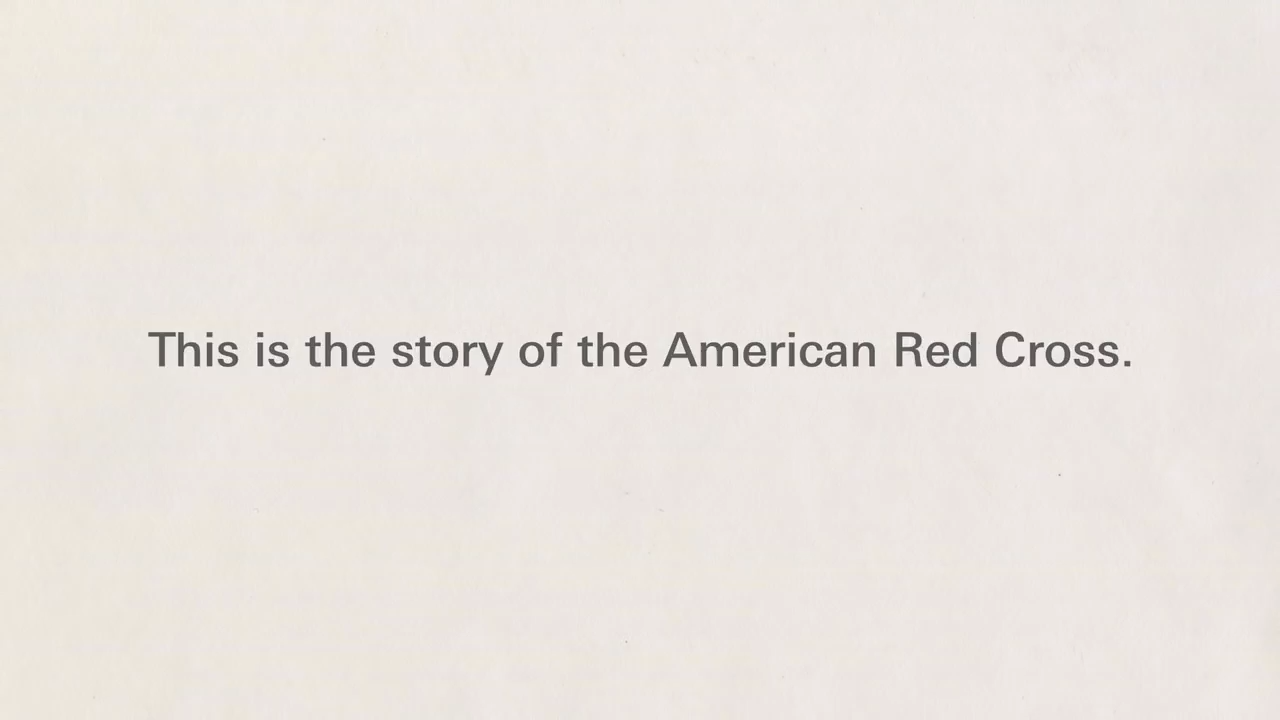 This is the story of the American Red Cross.